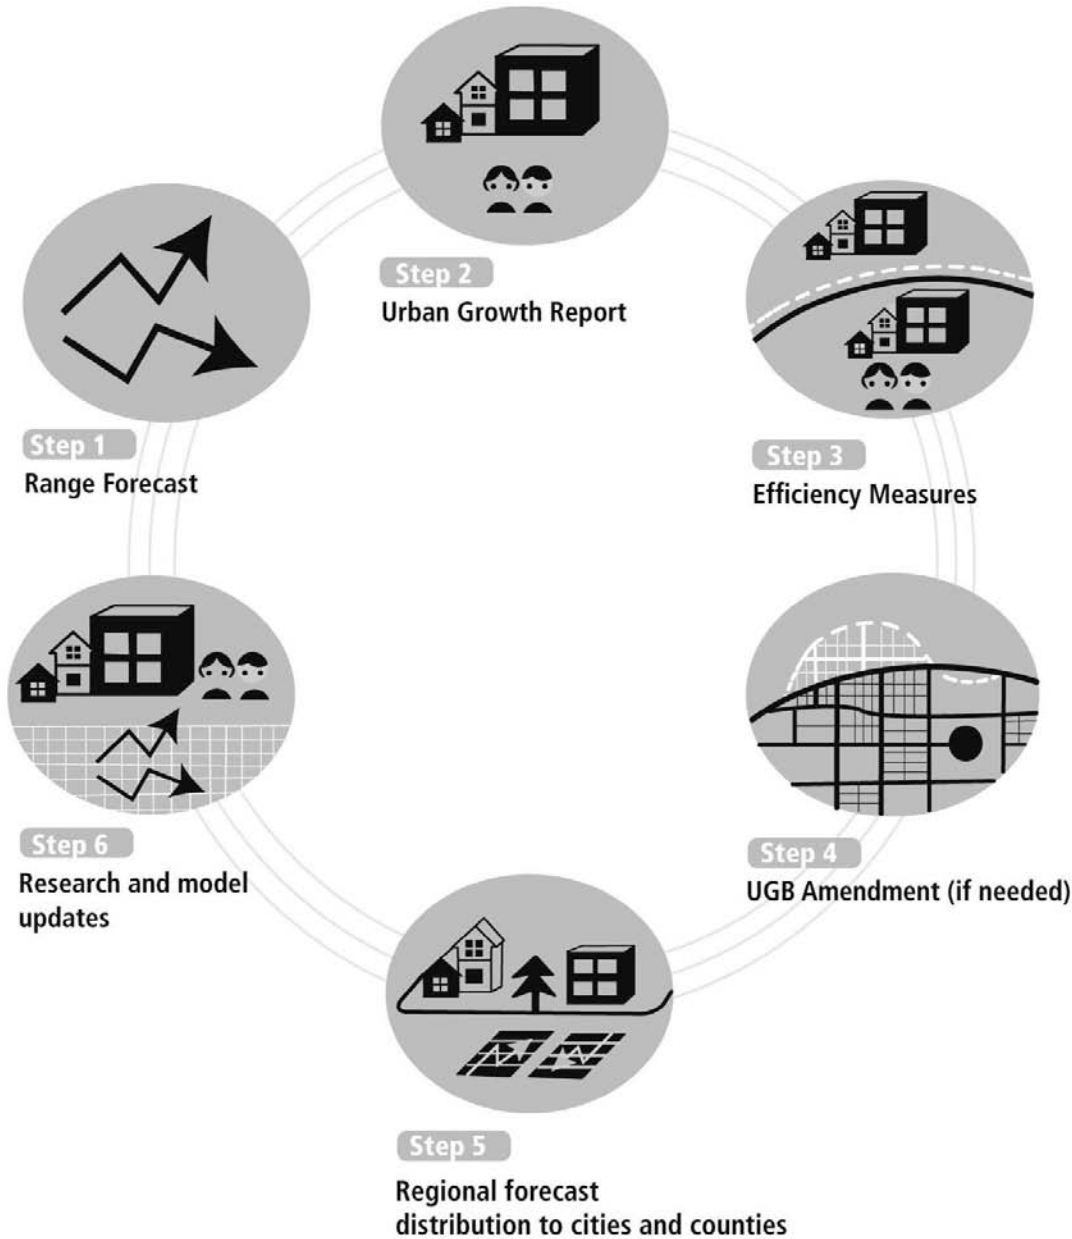 Step 1
Range Forecast
Step 2
Urban Growth Report
Step 3
Efficiency Measures
Step 4
UGB Amendment (if needed)
Step 5
Regional forecast
distribution to cities and counties
Step 6
Research and model
updates